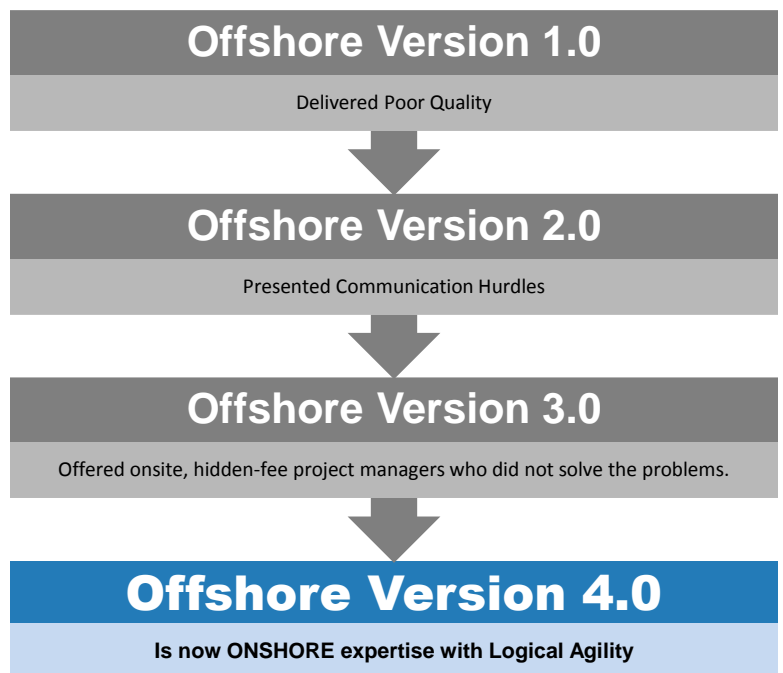 Offshore Version 1.0
Delivered Poor Quality
Offshore Version 2.0
Presented Communication Hurdles
Offshore Version 3.0
Offered onsite, hidden-fee project managers who did not solve the problems.
Offshore Version 4.0
Is now ONSHORE expertise with Logical Agility